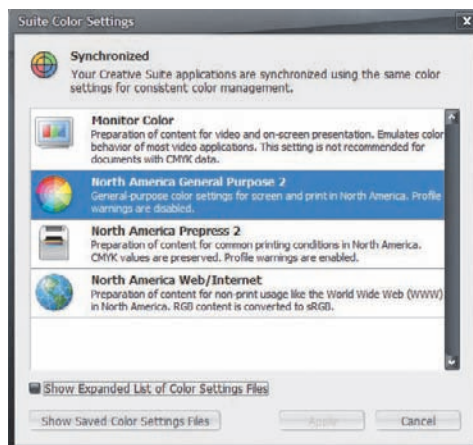 Suite Color Settings
X
Synchronized
Your Creative Suite applications are synchronized using the same color
settings for consistent color management.
Monitor Color
Preparation of content for video and on-screen presentation. Emulates color
behavior of most video applications. This setting is not recommended for
documents with CMYK data.
North America General Purpose 2
General-purpose color settings for screen and print in North America. Profile
warnings are disabled.
North America Prepress 2
Preparation of content for common printing conditions in North America.
CMYK values are preserved. Profile warnings are enabled.
North America Web/Internet
Preparation of content for non-print usage like the World Wide Web (WWW)
in North America. RGB content is converted to sRGB.
Show Expanded List of Color Settings Files
Show Saved Color Settings Files Apply Cancel